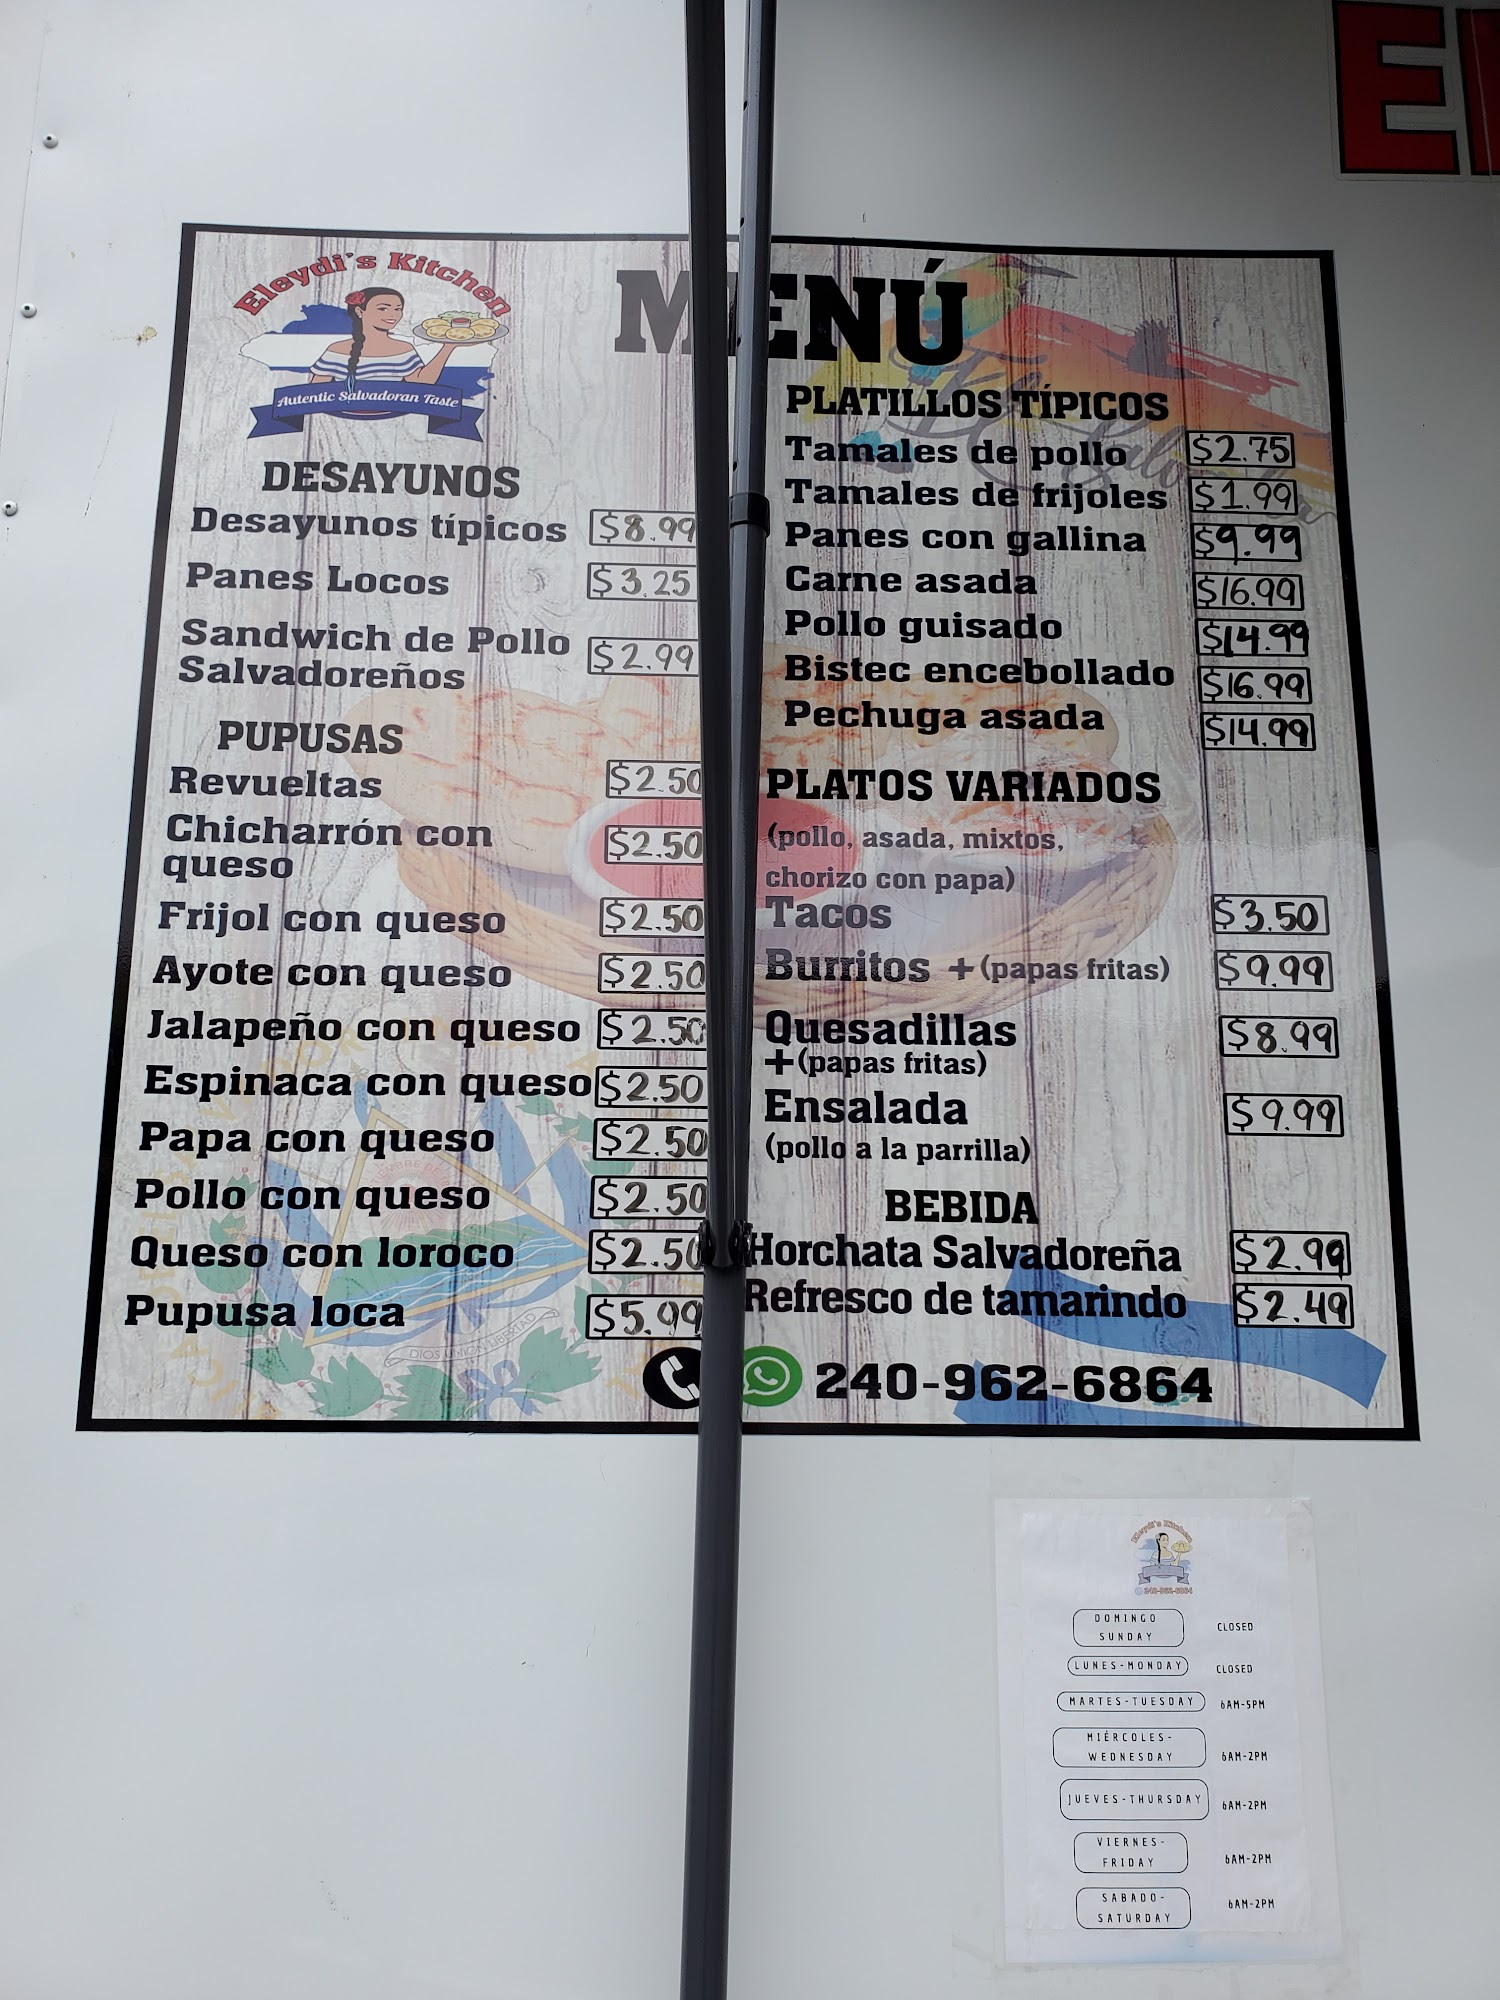 Eleydi's Kitchen
Autentic Salvadoran Taste
MENÚ
DESAYUNOS
Desayunos típicos $8.99
Panes Locos $3.25
Sandwich de Pollo
Salvadoreños $2.99
PUPUSAS
Revueltas $2.50
Chicharrón con
queso $2.50
Frijol con queso $2.50
Ayote con queso $2.50
Jalapeño con queso $2.50
Espinaca con queso $2.50
Papa con queso $2.50
Pollo con queso $2.50
Queso con loroco $2.50
Pupusa loca $5.99
DIOS UNION LIBERTAD
PLATILLOS TÍPICOS
Tamales de pollo $2.75
Tamales de frijoles $1.99
Panes con gallina $9.99
Carne asada $16.99
Pollo guisado $14.99
Bistec encebollado $16.99
Pechuga asada $14.99
PLATOS VARIADOS
(pollo, asada, mixtos,
chorizo con papa)
Tacos $3.50
Burritos +(papas fritas) $9.99
Quesadillas $8.99
+(papas fritas)
Ensalada $9.99
(pollo a la parrilla)
BEBIDA
Horchata Salvadoreña $2.99
Refresco de tamarindo $2.49
240-962-6864
Eleydi's Kitchen
240-962-6864
DOMINGO
SUNDAY CLOSED
LUNES-MONDAY CLOSED
MARTES-TUESDAY 6AM-5PM
MIÉRCOLES-
WEDNESDAY 6AM-2PM
JUEVES-THURSDAY 6AM-2PM
VIERNES-
FRIDAY 6AM-2PM
SABADO-
SATURDAY 6AM-2PM